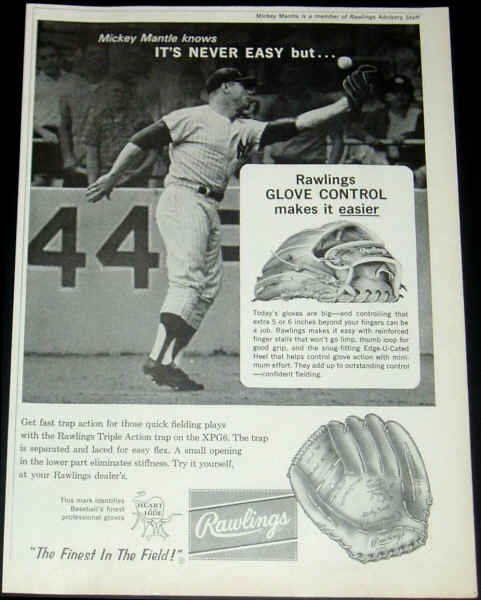 Mickey Mantle is a member of Rawlings Advisory Staff
Mickey Mantle knows
IT'S NEVER EASY but...
44
Rawlings
GLOVE CONTROL
makes it easier
Today's gloves are big—and controlling that
extra 5 or 6 inches beyond your fingers can be
a job. Rawlings makes it easy with reinforced
finger stalls that won't go limp, thumb loop for
good grip, and the snug-fitting Edge-U-Cated
Heel that helps control glove action with mini-
mum effort. They add up to outstanding control
—confident fielding.
Get fast trap action for those quick fielding plays
with the Rawlings Triple Action trap on the XPG6. The trap
is separated and laced for easy flex. A small opening
in the lower part eliminates stiffness. Try it yourself,
at your Rawlings dealer's.
This mark identifies
Baseball's finest
professional gloves
HEART
of the
HIDE
Rawlings
"The Finest In The Field!"®